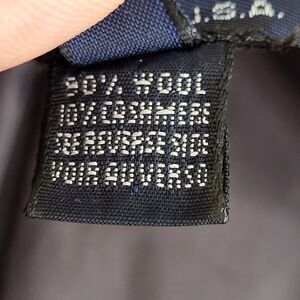 U.S.A.
90% WOOL
10% CASHMERE
SEE REVERSE SIDE
VOIR AU VERSO